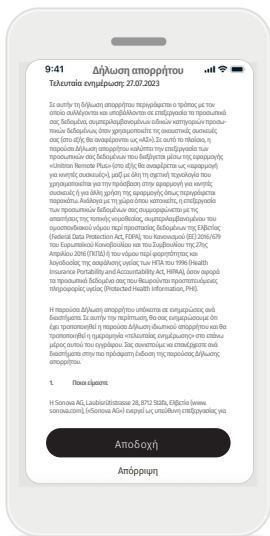 9:41
Δήλωση απορρήτου
Τελευταία ενημέρωση: 27.07.2023
Σε αυτήν τη δήλωση απορρήτου περιγράφεται ο τρόπος με τον
οποίο συλλέγονται και υποβάλλονται σε επεξεργασία τα προσωπικά
σας δεδομένα, συμπεριλαμβανομένων ειδικών κατηγοριών προσω-
πικών δεδομένων, όταν χρησιμοποιείτε τις ακουστικές συσκευές
σας (στο εξής θα αναφέρονται ως «ΑΣ»). Σε αυτό το πλαίσιο, η
παρούσα Δήλωση απορρήτου καλύπτει την επεξεργασία των
προσωπικών σας δεδομένων που διεξάγεται μέσω της εφαρμογής
«Unitron Remote Plus» (στο εξής θα αναφέρεται ως «εφαρμογή
για κινητές συσκευές»), μαζί με όλη τη σχετική τεχνολογία που
χρησιμοποιείται για την πρόσβαση στην εφαρμογή για κινητές
συσκευές ή για άλλη χρήση της εφαρμογής όπως περιγράφεται
παρακάτω. Ανάλογα με τη χώρα όπου κατοικείτε, η επεξεργασία
των προσωπικών δεδομένων σας συμμορφώνεται με τις
απαιτήσεις της τοπικής νομοθεσίας, συμπεριλαμβανομένου του
ομοσπονδιακού νόμου περί προστασίας δεδομένων της Ελβετίας
(Federal Data Protection Act, FDPA), του Κανονισμού (ΕΕ) 2016/679
του Ευρωπαϊκού Κοινοβουλίου και του Συμβουλίου της 27ης
Απριλίου 2016 (ΓΚΠΔ) ή του νόμου περί φορητότητας και
λογοδοσίας της ασφάλισης υγείας των ΗΠΑ του 1996 (Health
Insurance Portability and Accountability Act, HIPAA), όσον αφορά
τα προσωπικά δεδομένα σας που θεωρούνται προστατευόμενες
πληροφορίες υγείας (Protected Health Information, PHI).
Η παρούσα Δήλωση απορρήτου υπόκειται σε ενημερώσεις ανά
διαστήματα. Σε αυτήν την περίπτωση, θα σας ενημερώσουμε ότι
έχει τροποποιηθεί η παρούσα Δήλωση ιδιωτικού απορρήτου και θα
τροποποιηθεί η ημερομηνία «τελευταίας ενημέρωσης» στο επάνω
μέρος αυτού του εγγράφου. Σας συνιστούμε να επανέρχεστε ανά
διαστήματα στην πιο πρόσφατη έκδοση της παρούσας Δήλωσης
απορρήτου.
1. Ποιοι είμαστε
Η Sonova AG, Laubisrütistrasse 28, 8712 Stäfa, Ελβετία (www.
sonova.com), («Sonova AG») ενεργεί ως υπεύθυνη επεξεργασίας για
Αποδοχή
Απόρριψη